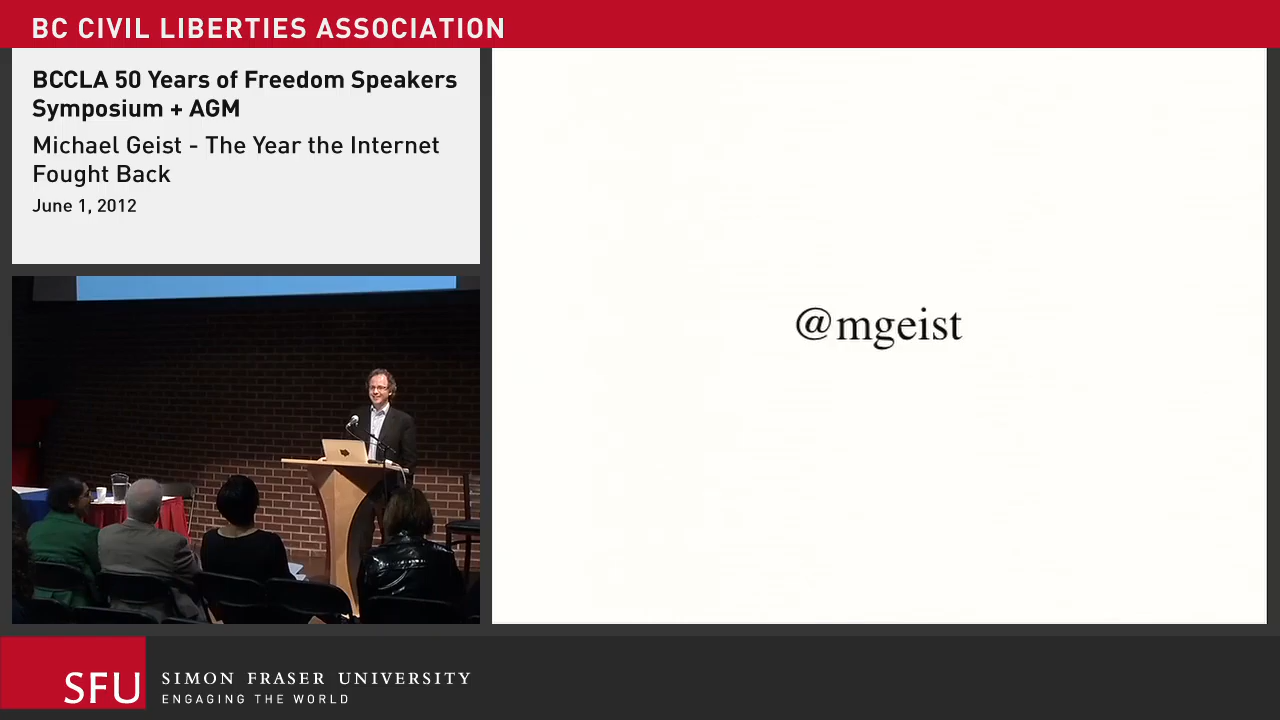 BC CIVIL LIBERTIES ASSOCIATION
BCCLA 50 Years of Freedom Speakers
Symposium + AGM
Michael Geist - The Year the Internet
Fought Back
June 1, 2012
@mgeist
SFU
SIMON FRASER UNIVERSITY
ENGAGING THE WORLD